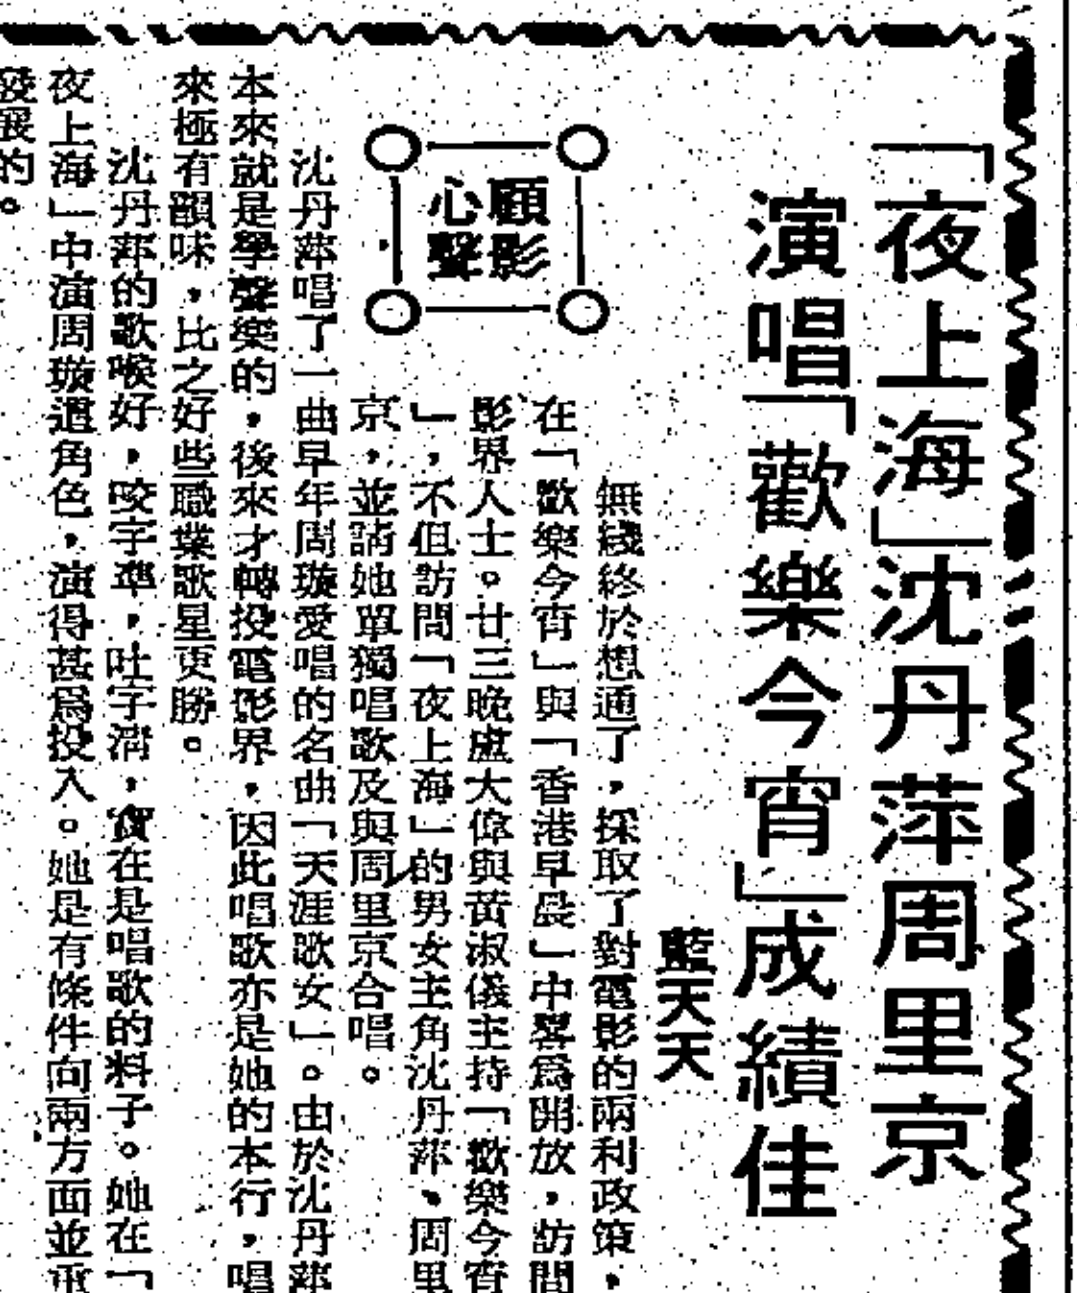 「夜上海」沈丹萍周里京
演唱「歡樂今宵」成績佳
藍天天
顧影
心聲
無綫終於想通了，採取了對電影的兩利政策，
在「歡樂今宵」與「香港早晨」中畧爲開放，訪問
影界人士。廿三晚盧大偉與黃淑儀主持「歡樂今宵
」，不但訪問「夜上海」的男女主角沈丹萍、周里
京，並請她單獨唱歌及與周里京合唱。
沈丹萍唱了一曲早年周璇愛唱的名曲「天涯歌女」。由於沈丹萍
本來就是學聲樂的，後來才轉投電影界，因此唱歌亦是她的本行，唱
來極有韻味，比之好些職業歌星更勝。
沈丹萍的歌喉好，咬字準，吐字清，實在是唱歌的料子。她在「
夜上海」中演周璇這角色，演得甚爲投入。她是有條件向兩方面並重
發展的。